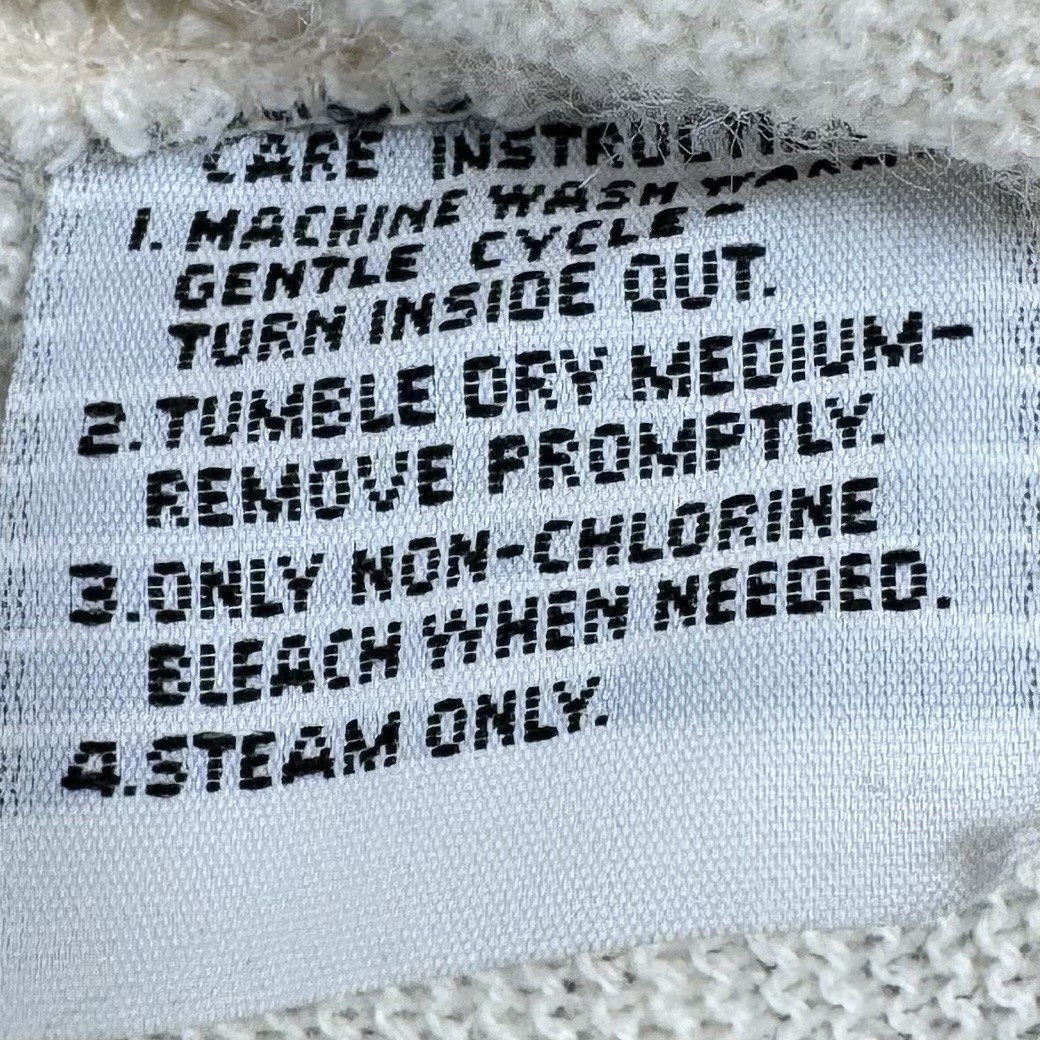 CARE
1. MACHINE WASH
GENTLE CYCLE -
TURN INSIDE OUT.
2. TUMBLE DRY MEDIUM-
REMOVE PROMPTLY.
3. ONLY NON-CHLORINE
BLEACH WHEN NEEDED.
4. STEAM ONLY.